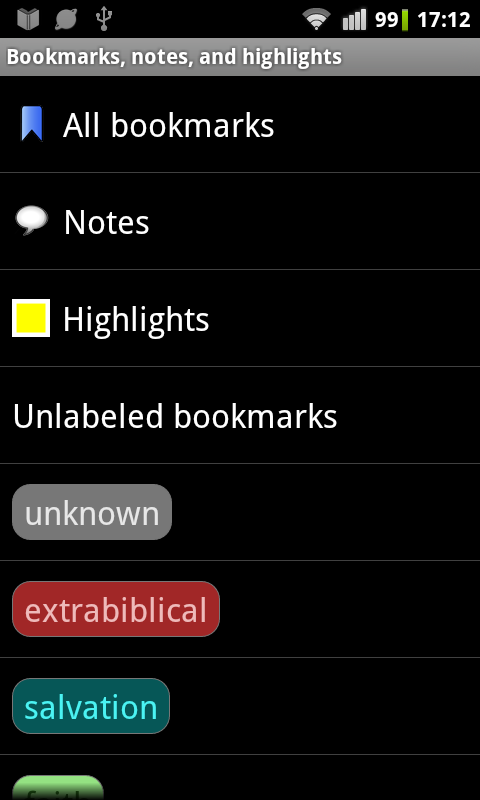 99 17:12
Bookmarks, notes, and highlights
All bookmarks
Notes
Highlights
Unlabeled bookmarks
unknown
extrabiblical
salvation